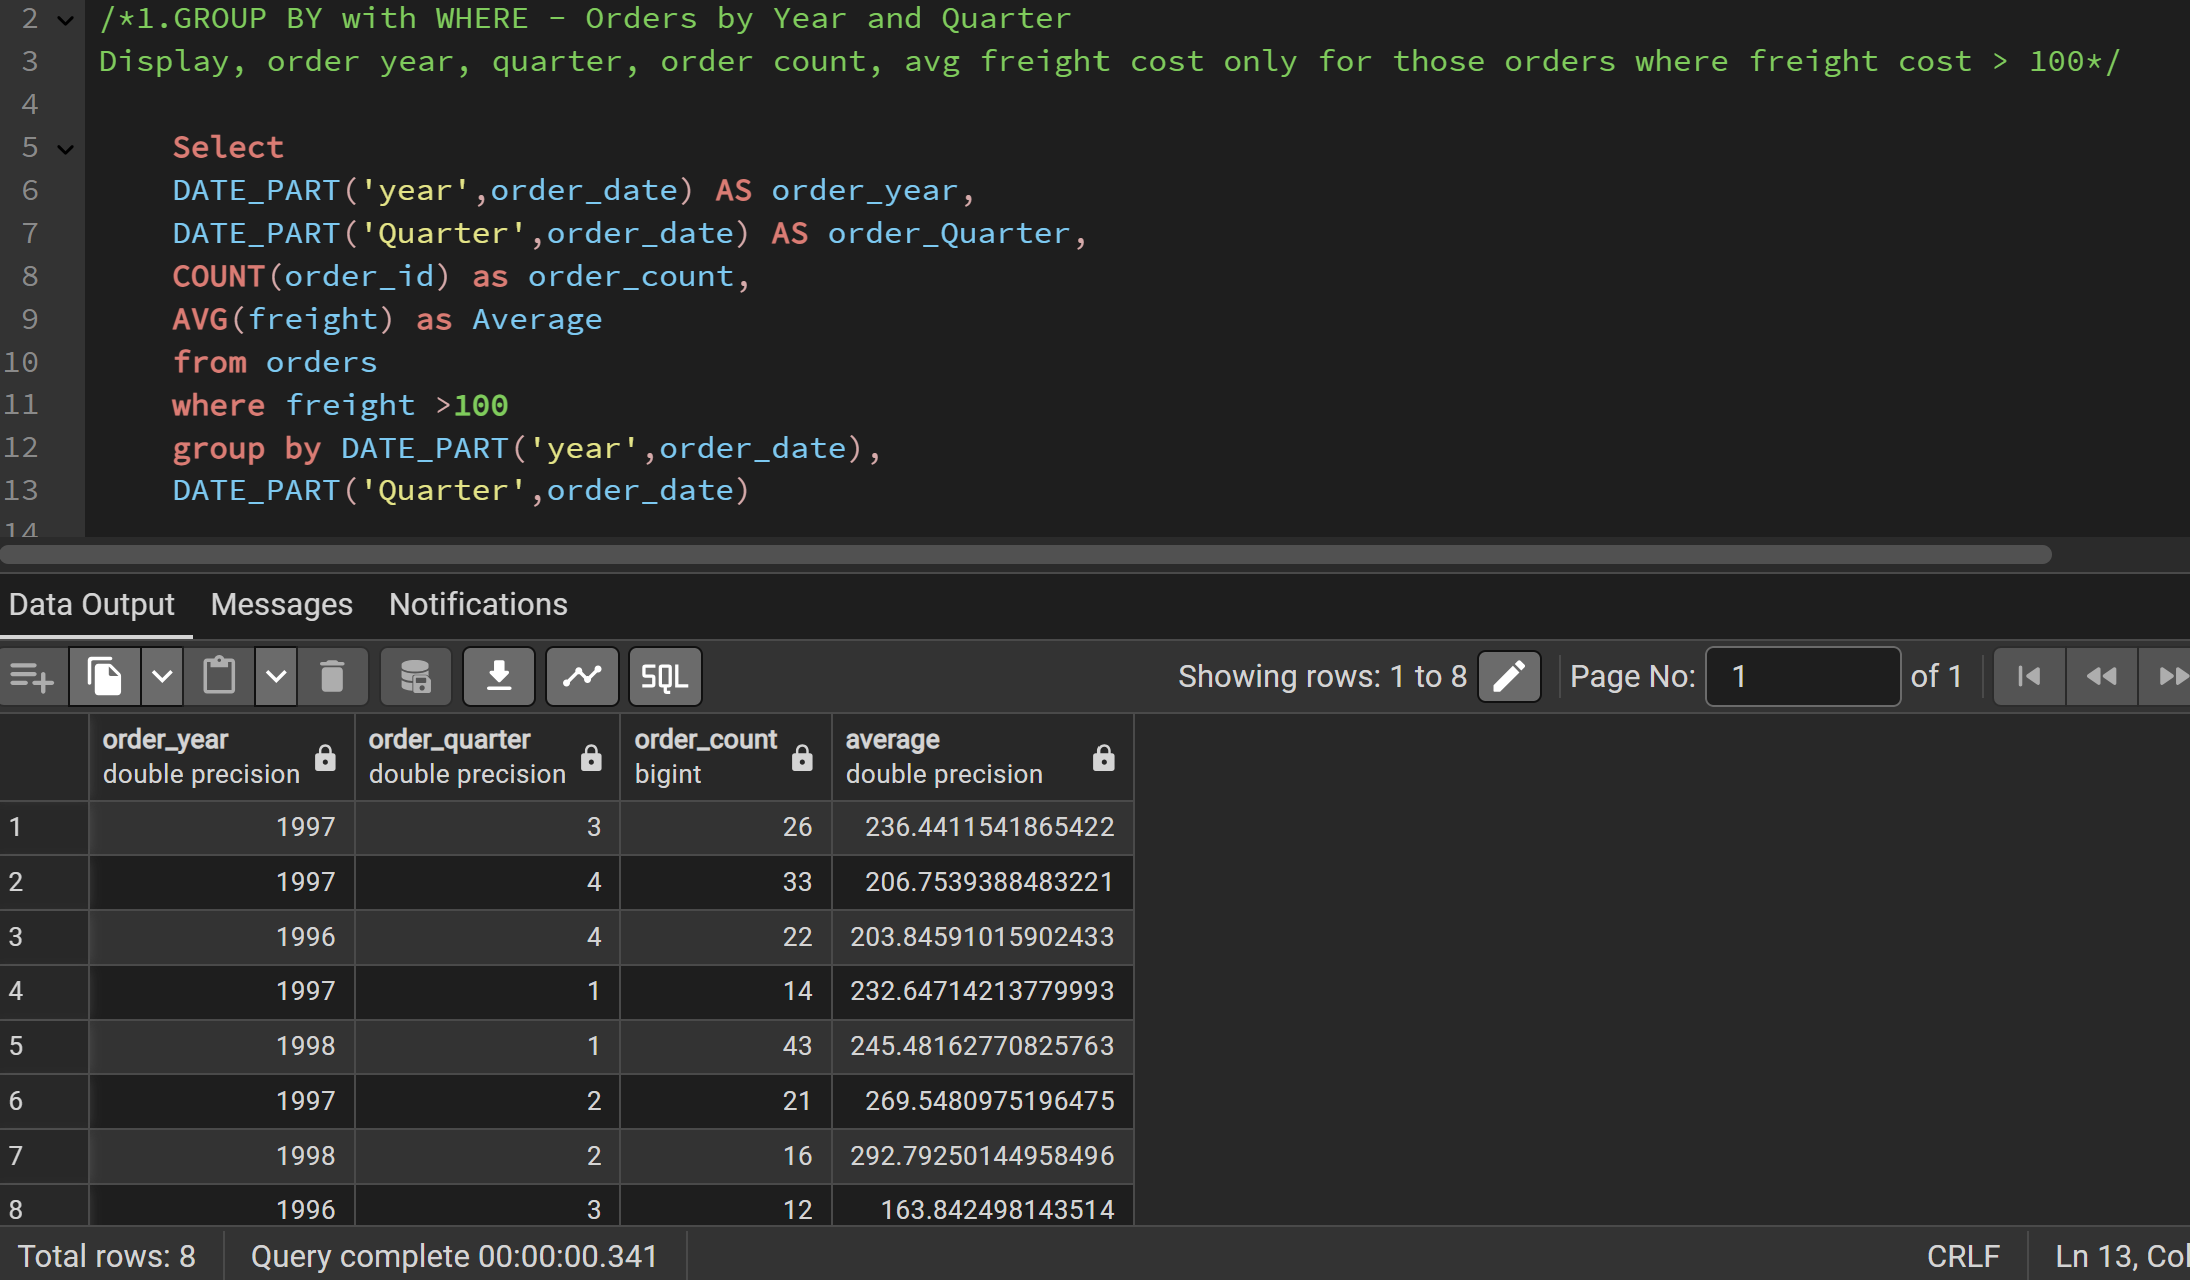 2 /*1.GROUP BY with WHERE - Orders by Year and Quarter
3 Display, order year, quarter, order count, avg freight cost only for those orders where freight cost > 100*/
4
5 Select
6 DATE_PART('year',order_date) AS order_year,
7 DATE_PART('Quarter',order_date) AS order_Quarter,
8 COUNT(order_id) as order_count,
9 AVG(freight) as Average
10 from orders
11 where freight >100
12 group by DATE_PART('year',order_date),
13 DATE_PART('Quarter',order_date)
14
Data Output Messages Notifications
SQL Showing rows: 1 to 8 Page No: 1 of 1
order_year order_quarter order_count average
double precision double precision bigint double precision
1 1997 3 26 236.4411541865422
2 1997 4 33 206.7539388483221
3 1996 4 22 203.84591015902433
4 1997 1 14 232.64714213779993
5 1998 1 43 245.48162770825763
6 1997 2 21 269.5480975196475
7 1998 2 16 292.79250144958496
8 1996 3 12 163.842498143514
Total rows: 8 Query complete 00:00:00.341 CRLF Ln 13, Col